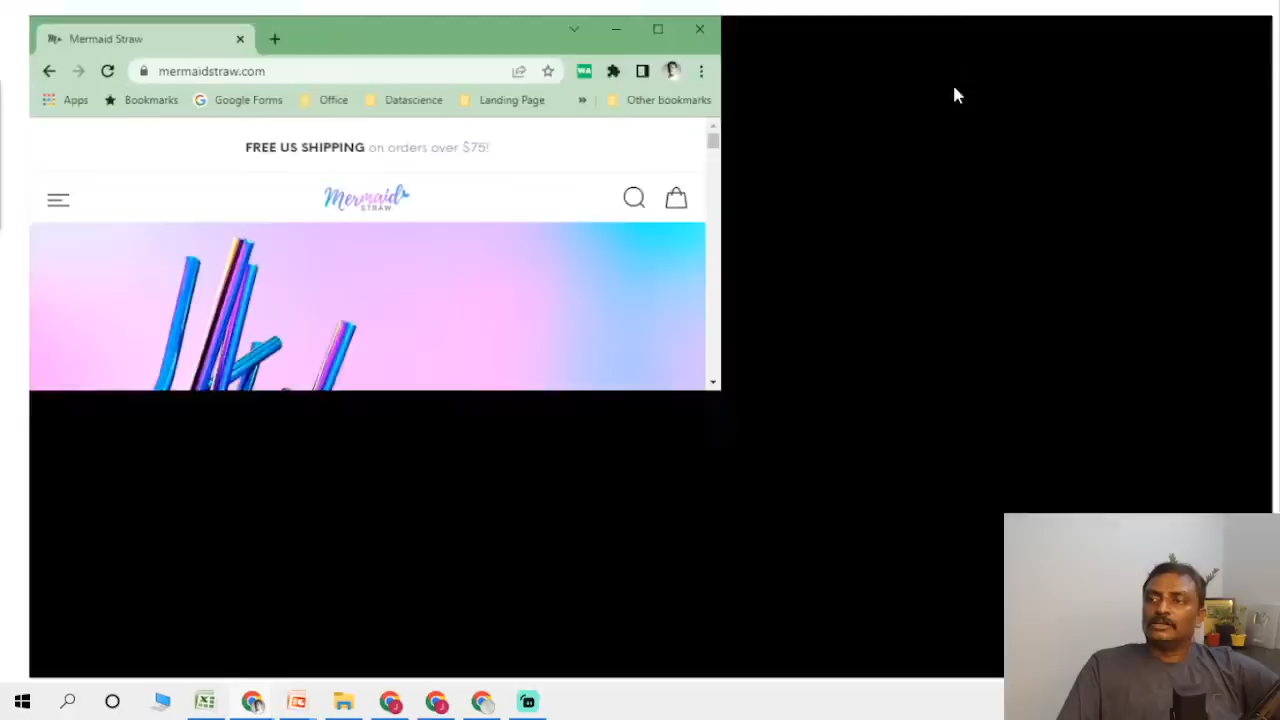 Mermaid Straw
mermaidstraw.com
WA
Apps Bookmarks Google Forms Office Datascience Landing Page » Other bookmarks
FREE US SHIPPING on orders over $75!
Mermaid
STRAW